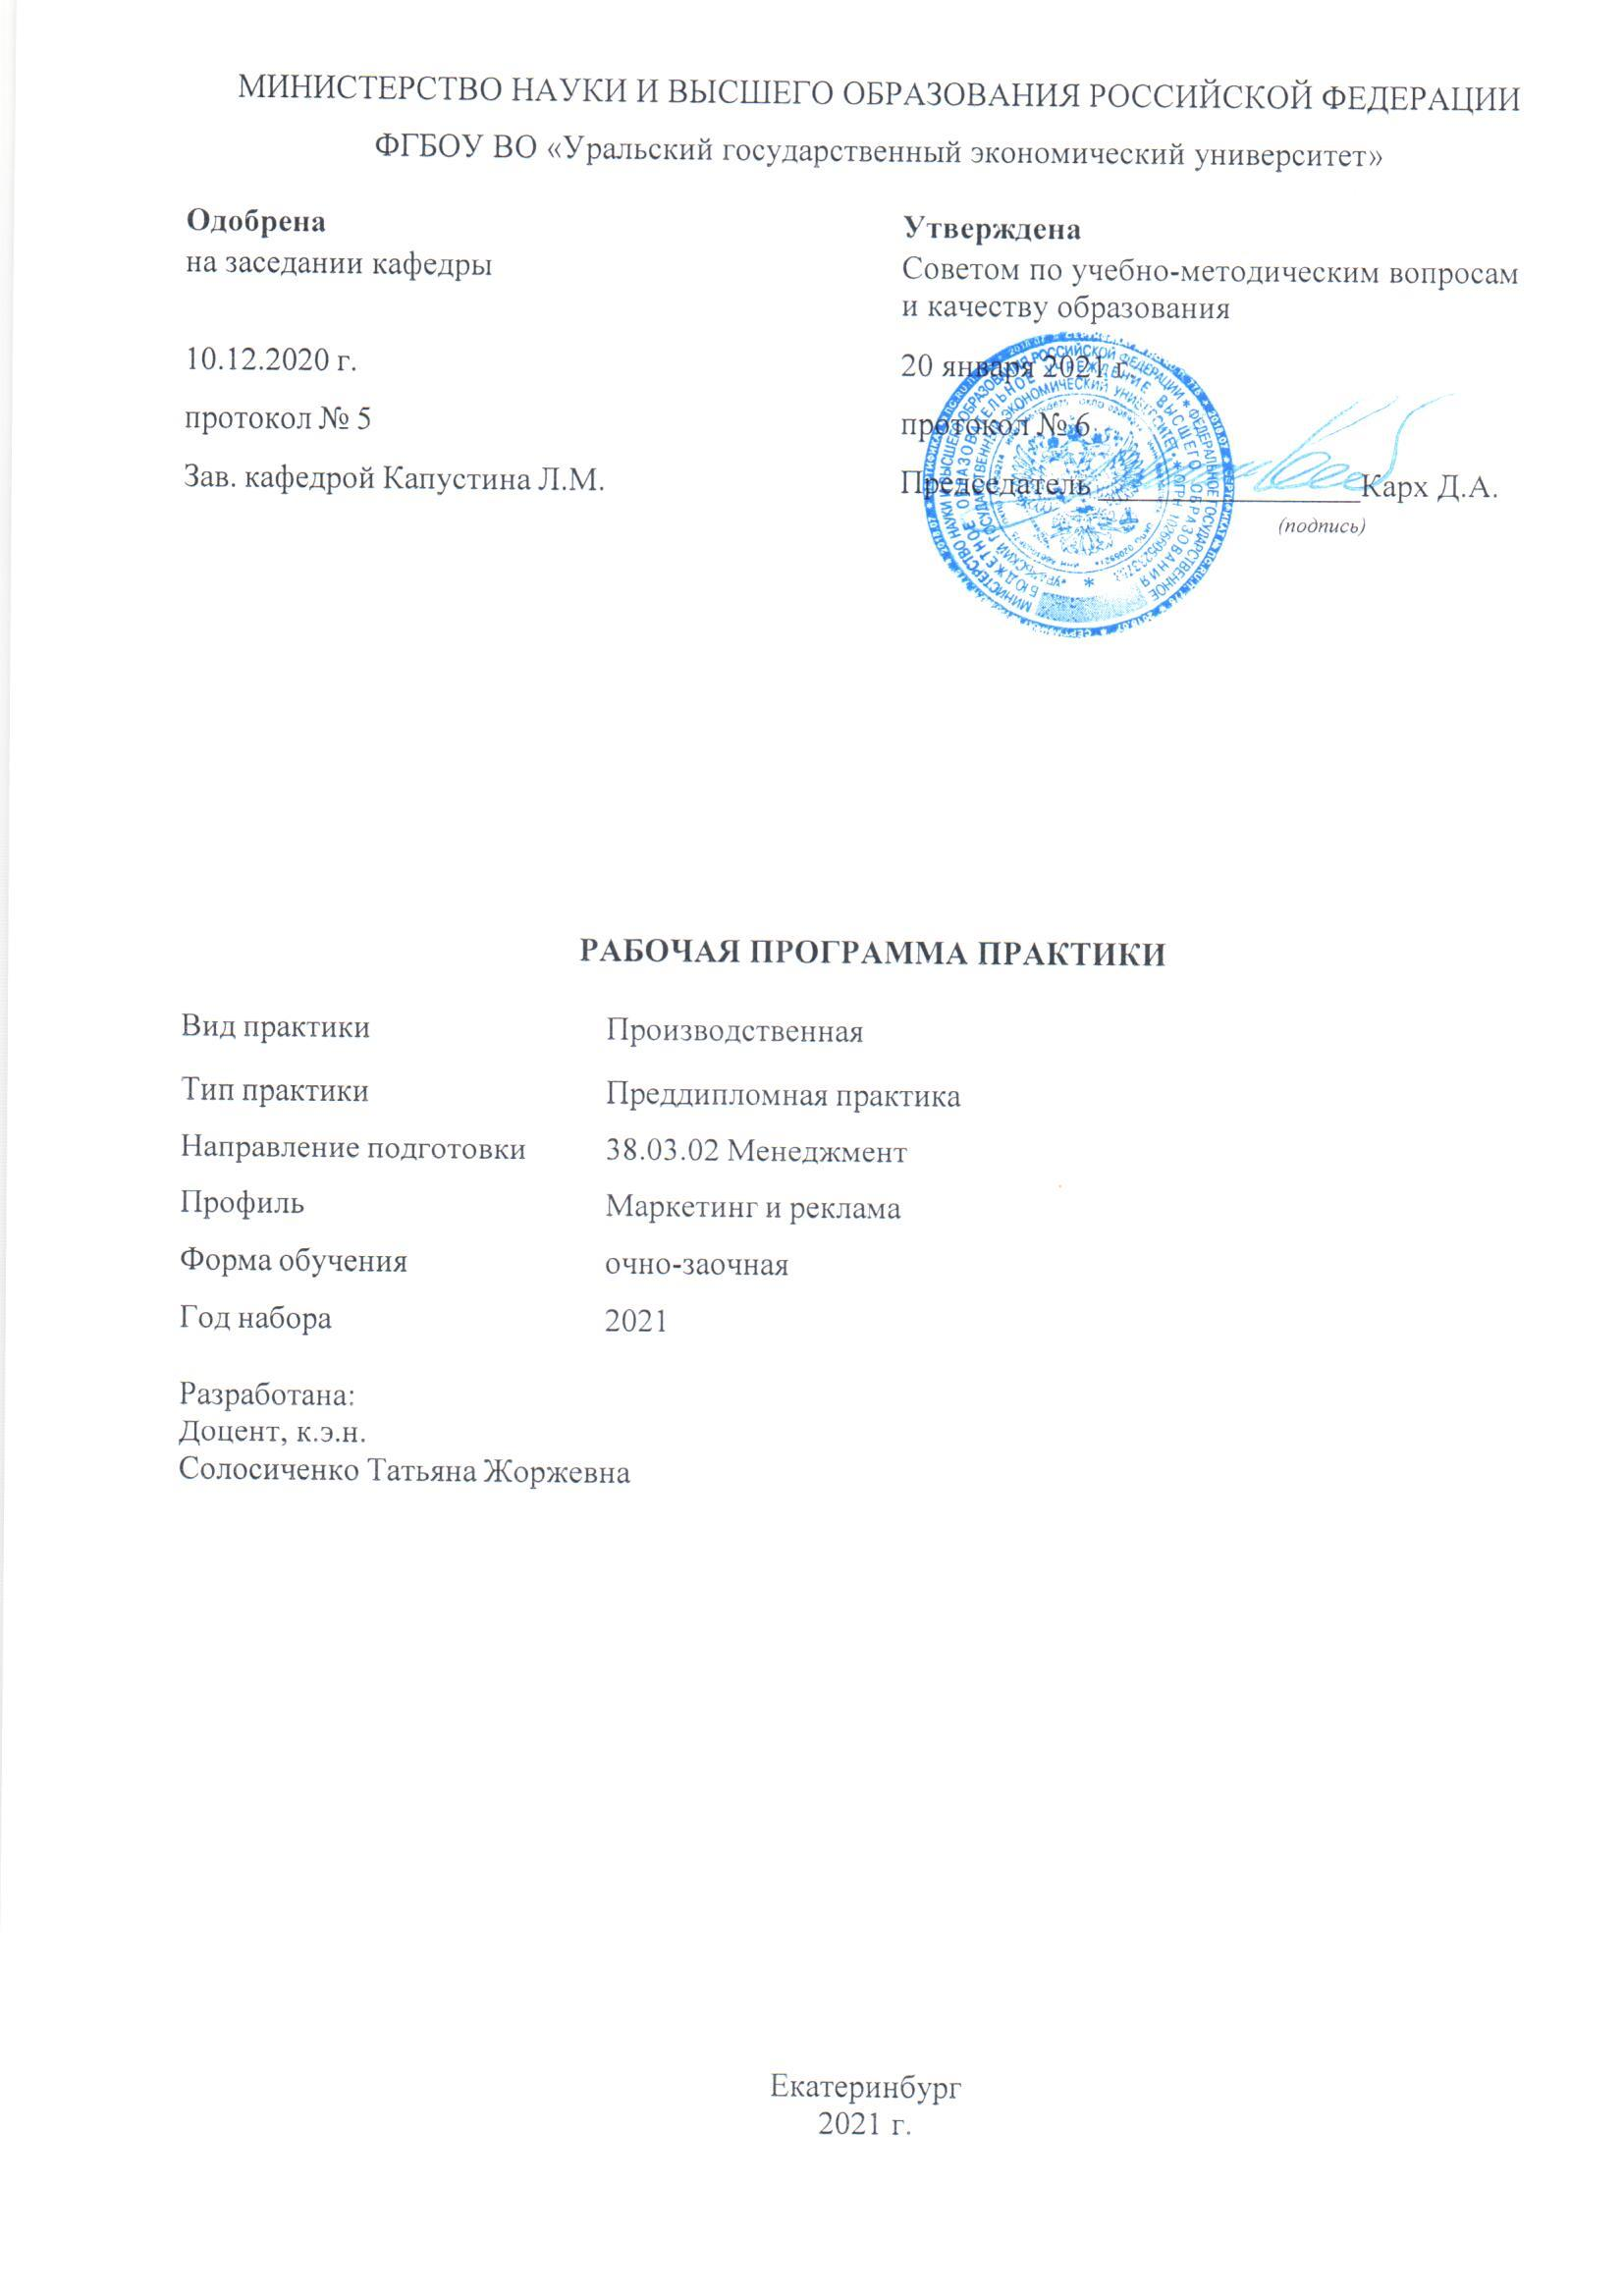 МИНИСТЕРСТВО НАУКИ И ВЫСШЕГО ОБРАЗОВАНИЯ РОССИЙСКОЙ ФЕДЕРАЦИИ
ФГБОУ ВО «Уральский государственный экономический университет»
Одобрена
на заседании кафедры
10.12.2020 г.
протокол № 5
Зав. кафедрой Капустина Л.М.
Утверждена
Советом по учебно-методическим вопросам
и качеству образования
20 января 2021 г.
протокол № 6
Председатель Карх Д.А.
(подпись)
РАБОЧАЯ ПРОГРАММА ПРАКТИКИ
Вид практики Производственная
Тип практики Преддипломная практика
Направление подготовки 38.03.02 Менеджмент
Профиль Маркетинг и реклама
Форма обучения очно-заочная
Год набора 2021
Разработана:
Доцент, к.э.н.
Солосиченко Татьяна Жоржевна
Екатеринбург
2021 г.